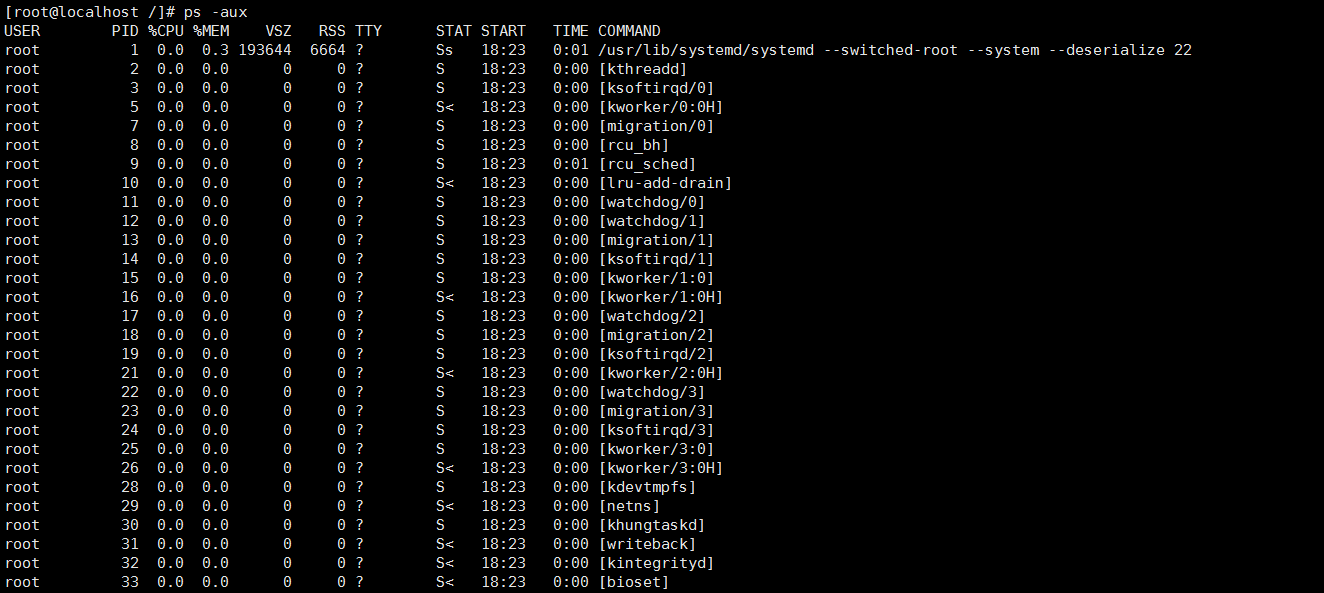 [root@localhost /]# ps -aux
USER        PID %CPU %MEM    VSZ   RSS TTY      STAT START   TIME COMMAND
root          1  0.0  0.3 193644  6664 ?        Ss   18:23   0:01 /usr/lib/systemd/systemd --switched-root --system --deserialize 22
root          2  0.0  0.0      0     0 ?        S    18:23   0:00 [kthreadd]
root          3  0.0  0.0      0     0 ?        S    18:23   0:00 [ksoftirqd/0]
root          5  0.0  0.0      0     0 ?        S<   18:23   0:00 [kworker/0:0H]
root          7  0.0  0.0      0     0 ?        S    18:23   0:00 [migration/0]
root          8  0.0  0.0      0     0 ?        S    18:23   0:00 [rcu_bh]
root          9  0.0  0.0      0     0 ?        S    18:23   0:01 [rcu_sched]
root         10  0.0  0.0      0     0 ?        S<   18:23   0:00 [lru-add-drain]
root         11  0.0  0.0      0     0 ?        S    18:23   0:00 [watchdog/0]
root         12  0.0  0.0      0     0 ?        S    18:23   0:00 [watchdog/1]
root         13  0.0  0.0      0     0 ?        S    18:23   0:00 [migration/1]
root         14  0.0  0.0      0     0 ?        S    18:23   0:00 [ksoftirqd/1]
root         15  0.0  0.0      0     0 ?        S    18:23   0:00 [kworker/1:0]
root         16  0.0  0.0      0     0 ?        S<   18:23   0:00 [kworker/1:0H]
root         17  0.0  0.0      0     0 ?        S    18:23   0:00 [watchdog/2]
root         18  0.0  0.0      0     0 ?        S    18:23   0:00 [migration/2]
root         19  0.0  0.0      0     0 ?        S    18:23   0:00 [ksoftirqd/2]
root         21  0.0  0.0      0     0 ?        S<   18:23   0:00 [kworker/2:0H]
root         22  0.0  0.0      0     0 ?        S    18:23   0:00 [watchdog/3]
root         23  0.0  0.0      0     0 ?        S    18:23   0:00 [migration/3]
root         24  0.0  0.0      0     0 ?        S    18:23   0:00 [ksoftirqd/3]
root         25  0.0  0.0      0     0 ?        S    18:23   0:00 [kworker/3:0]
root         26  0.0  0.0      0     0 ?        S<   18:23   0:00 [kworker/3:0H]
root         28  0.0  0.0      0     0 ?        S    18:23   0:00 [kdevtmpfs]
root         29  0.0  0.0      0     0 ?        S<   18:23   0:00 [netns]
root         30  0.0  0.0      0     0 ?        S    18:23   0:00 [khungtaskd]
root         31  0.0  0.0      0     0 ?        S<   18:23   0:00 [writeback]
root         32  0.0  0.0      0     0 ?        S<   18:23   0:00 [kintegrityd]
root         33  0.0  0.0      0     0 ?        S<   18:23   0:00 [bioset]